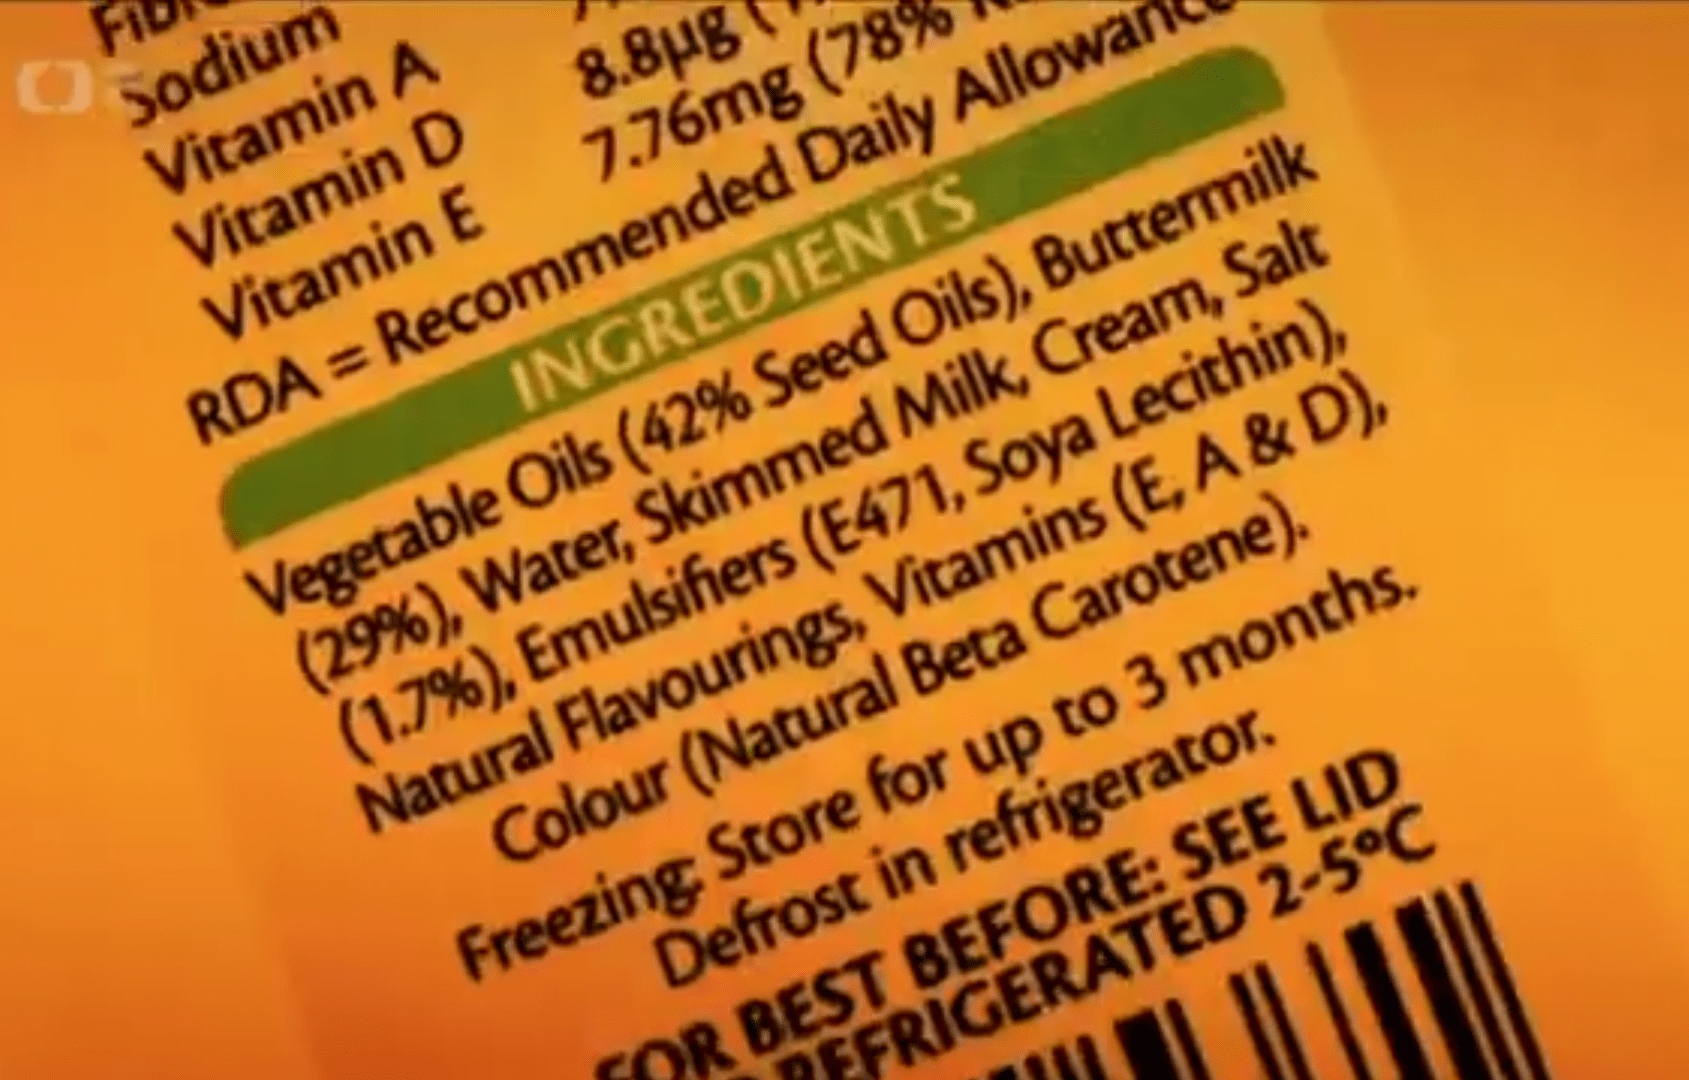 Sodium
Vitamin A
Vitamin D 8.8µg
Vitamin E 7.76mg (78%
RDA = Recommended Daily Allowance
INGREDIENTS
Vegetable Oils (42% Seed Oils), Buttermilk
(29%), Water, Skimmed Milk, Cream, Salt
(1.7%), Emulsifiers (E471, Soya Lecithin),
Natural Flavourings, Vitamins (E, A & D),
Colour (Natural Beta Carotene).
Freezing: Store for up to 3 months.
Defrost in refrigerator.
FOR BEST BEFORE: SEE LID
REFRIGERATED 2-5°C